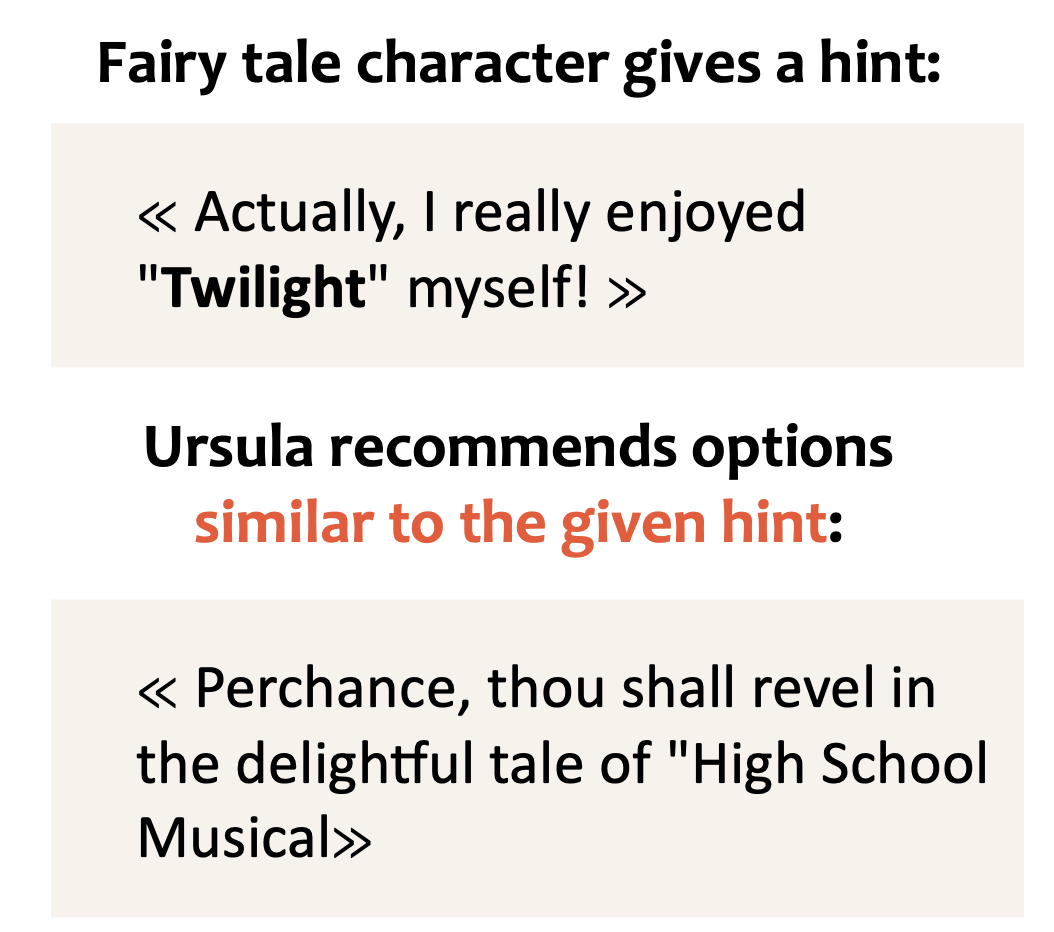 Fairy tale character gives a hint:
« Actually, I really enjoyed
"Twilight" myself! »
Ursula recommends options
similar to the given hint:
« Perchance, thou shall revel in
the delightful tale of "High School
Musical»